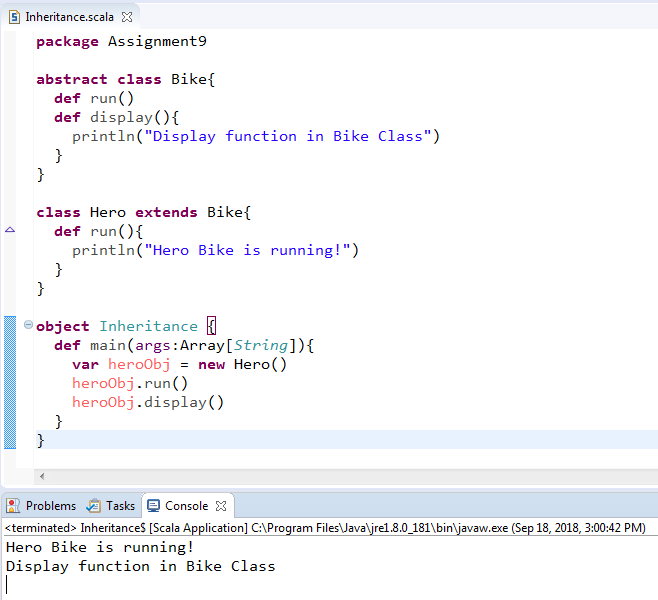 Inheritance.scala
package Assignment9
abstract class Bike{
def run()
def display(){
println("Display function in Bike Class")
}
}
class Hero extends Bike{
def run(){
println("Hero Bike is running!")
}
}
object Inheritance {
def main(args:Array[String]){
var heroObj = new Hero()
heroObj.run()
heroObj.display()
}
}
Problems Tasks Console
<terminated> Inheritance$ [Scala Application] C:\Program Files\Java\jre1.8.0_181\bin\javaw.exe (Sep 18, 2018, 3:00:42 PM)
Hero Bike is running!
Display function in Bike Class